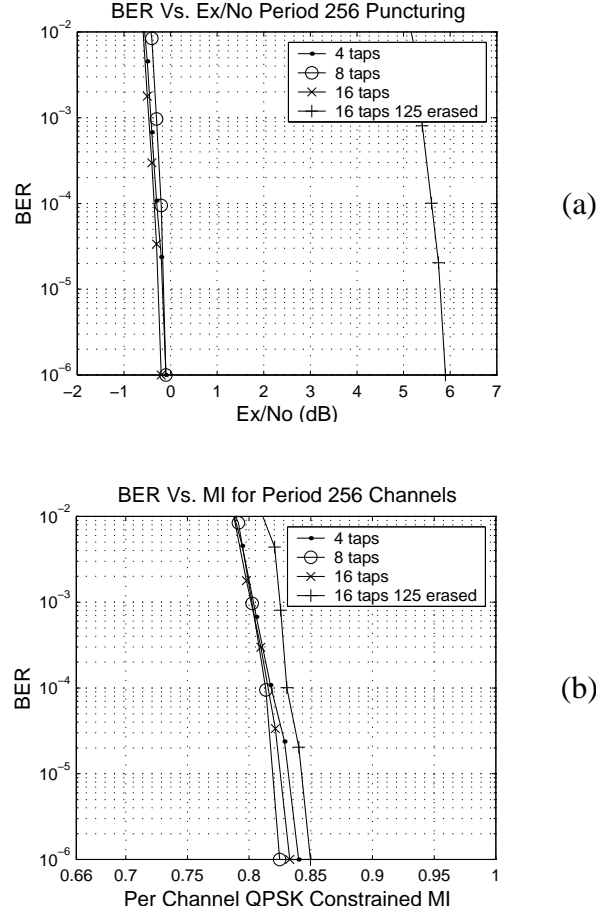 BER Vs. Ex/No Period 256 Puncturing
10⁻²
4 taps
8 taps
16 taps
16 taps 125 erased
10⁻³
BER
10⁻⁴
(a)
10⁻⁵
10⁻⁶
−2 −1 0 1 2 3 4 5 6 7
Ex/No (dB)
BER Vs. MI for Period 256 Channels
10⁻²
4 taps
8 taps
16 taps
16 taps 125 erased
10⁻³
BER
10⁻⁴
(b)
10⁻⁵
10⁻⁶
0.66 0.7 0.75 0.8 0.85 0.9 0.95 1
Per Channel QPSK Constrained MI